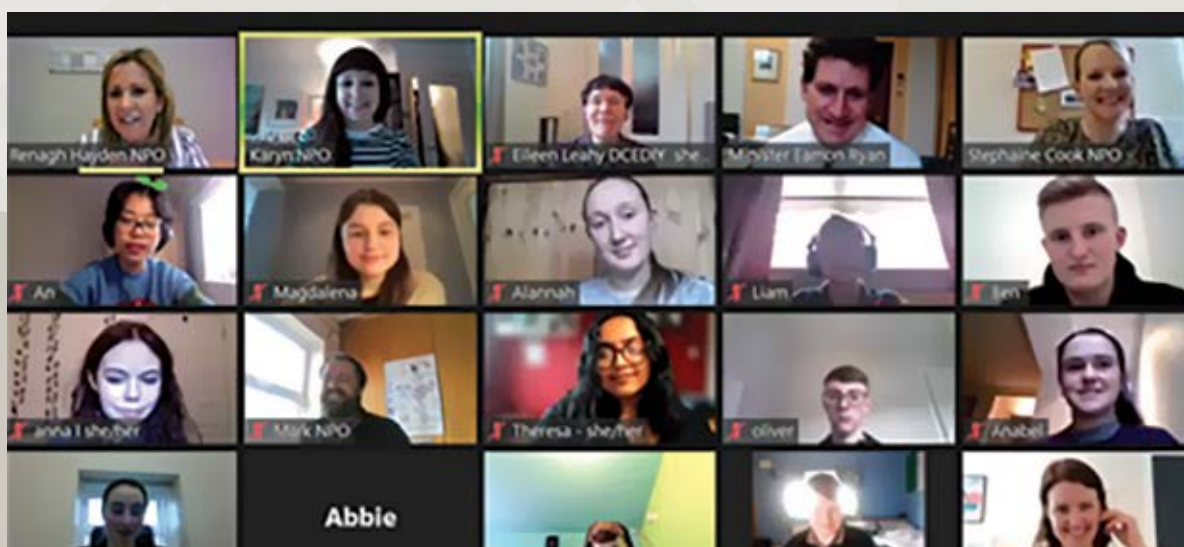 Renagh Hayden NPO
Karyn NPO
Eileen Leahy DCEDIY she...
Minister Eamon Ryan
Stephaine Cook NPO
An
Magdalena
Alannah
Liam
anna l she/her
Mark NPO
Theresa - she/her
oliver
Anabel
Abbie